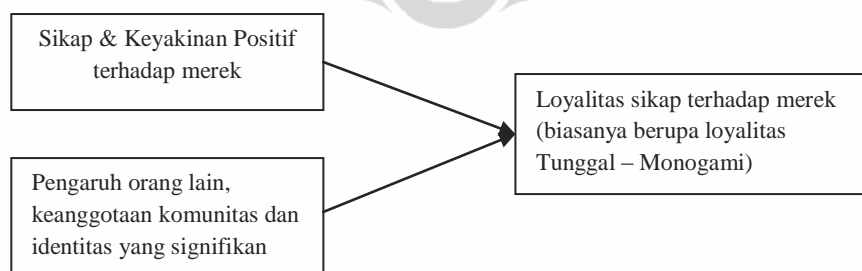 Sikap & Keyakinan Positif
terhadap merek
Pengaruh orang lain,
keanggotaan komunitas dan
identitas yang signifikan
Loyalitas sikap terhadap merek
(biasanya berupa loyalitas
Tunggal – Monogami)